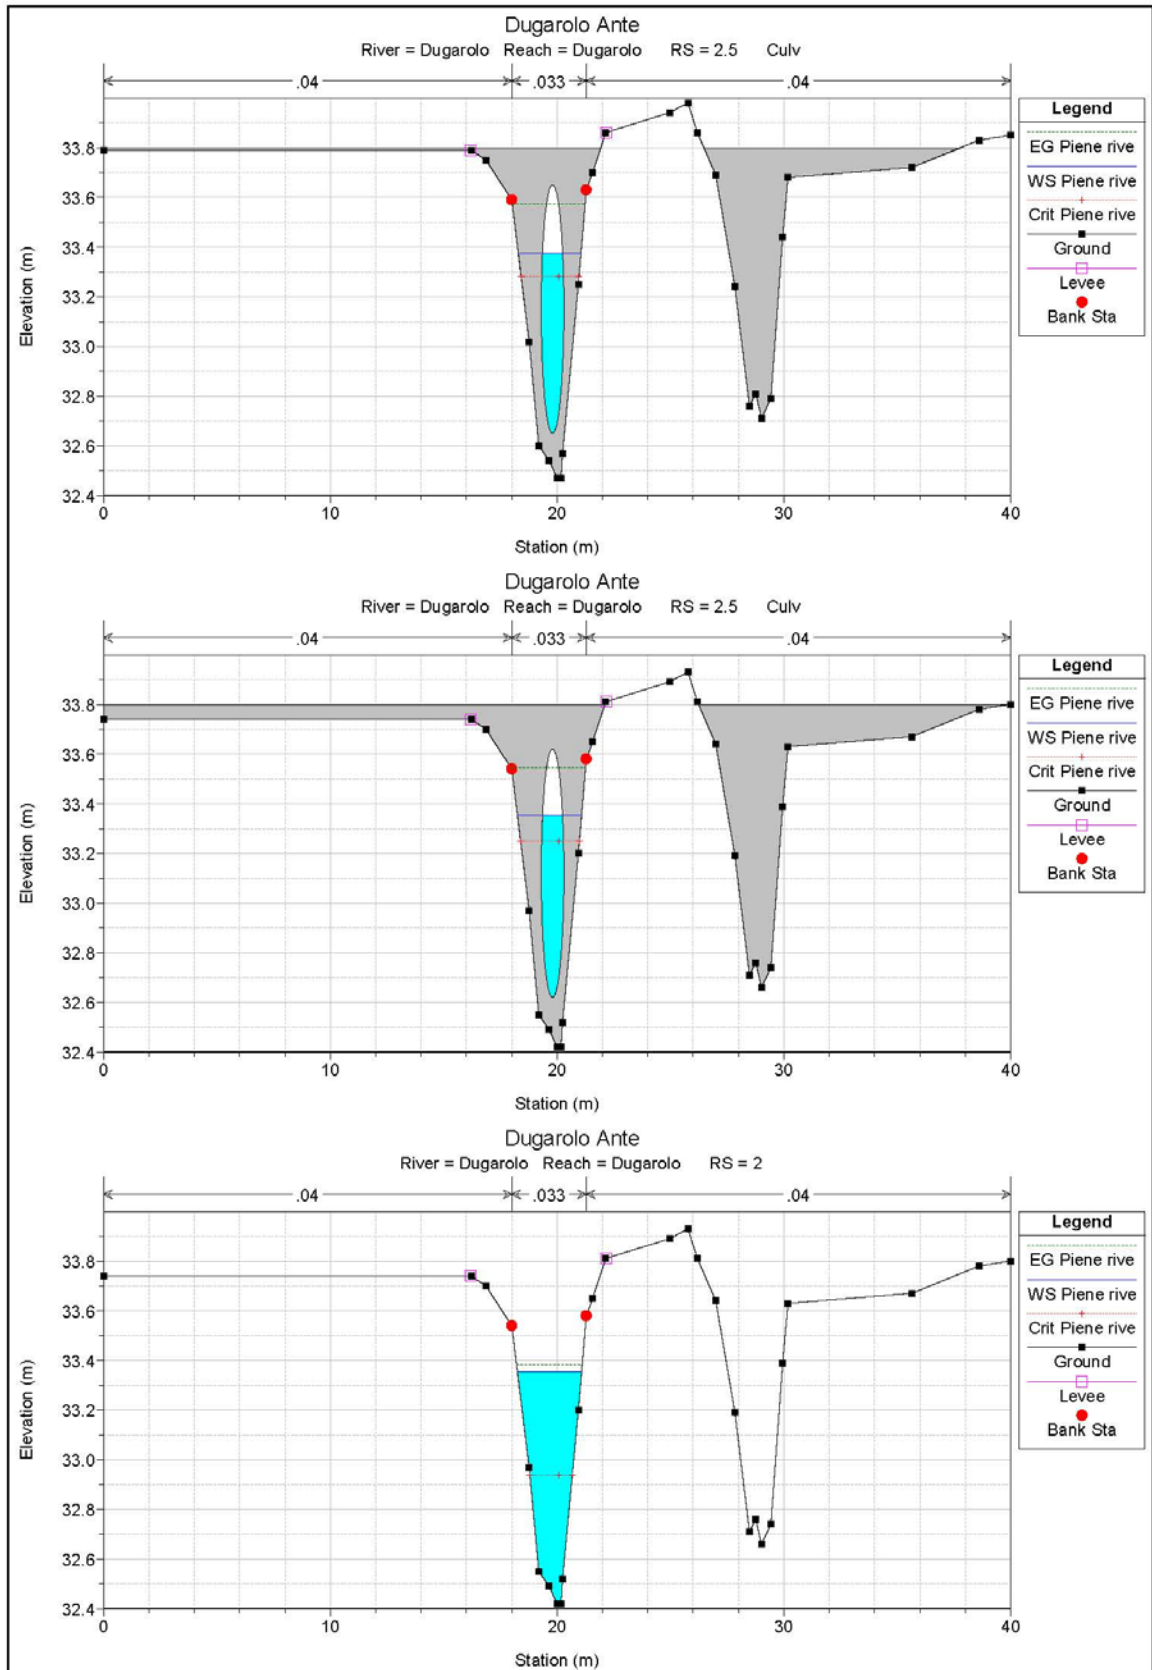 Dugarolo Ante
River = Dugarolo Reach = Dugarolo RS = 2.5 Culv
.04 .033 .04
Elevation (m)
33.8
33.6
33.4
33.2
33.0
32.8
32.6
32.4
0 10 20 30 40
Station (m)
Legend
EG Piene rive
WS Piene rive
Crit Piene rive
Ground
Levee
Bank Sta
Dugarolo Ante
River = Dugarolo Reach = Dugarolo RS = 2.5 Culv
.04 .033 .04
Elevation (m)
33.8
33.6
33.4
33.2
33.0
32.8
32.6
32.4
0 10 20 30 40
Station (m)
Legend
EG Piene rive
WS Piene rive
Crit Piene rive
Ground
Levee
Bank Sta
Dugarolo Ante
River = Dugarolo Reach = Dugarolo RS = 2
.04 .033 .04
Elevation (m)
33.8
33.6
33.4
33.2
33.0
32.8
32.6
32.4
0 10 20 30 40
Station (m)
Legend
EG Piene rive
WS Piene rive
Crit Piene rive
Ground
Levee
Bank Sta